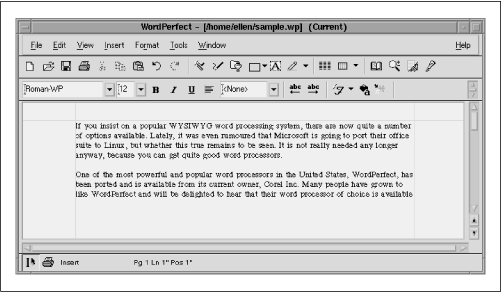 WordPerfect – [/home/ellen/sample.wp] (Current)
File Edit View Insert Format Tools Window Help
Roman-WP 12 B I U <None> abc abc
If you insist on a popular WYSIWYG word processing system, there are now quite a number
of options available. Lately, it was even rumoured that Microsoft is going to port their office
suite to Linux, but whether this true remains to be seen. It is not really needed any longer
anyway, because you can get quite good word processors.
One of the most powerful and popular word processors in the United States, WordPerfect, has
been ported and is available from its current owner, Corel Inc. Many people have grown to
like WordPerfect and will be delighted to hear that their word processor of choice is available
Insert Pg 1 Ln 1" Pos 1"